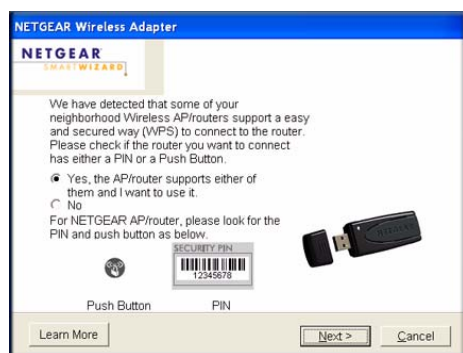 NETGEAR Wireless Adapter
NETGEAR
SMARTWIZARD
We have detected that some of your
neighborhood Wireless AP/routers support a easy
and secured way (WPS) to connect to the router.
Please check if the router you want to connect
has either a PIN or a Push Button.
Yes, the AP/router supports either of
them and I want to use it.
No
For NETGEAR AP/router, please look for the
PIN and push button as below.
SECURITY PIN
12345678
NETGEAR
Push Button
PIN
Learn More
Next >
Cancel